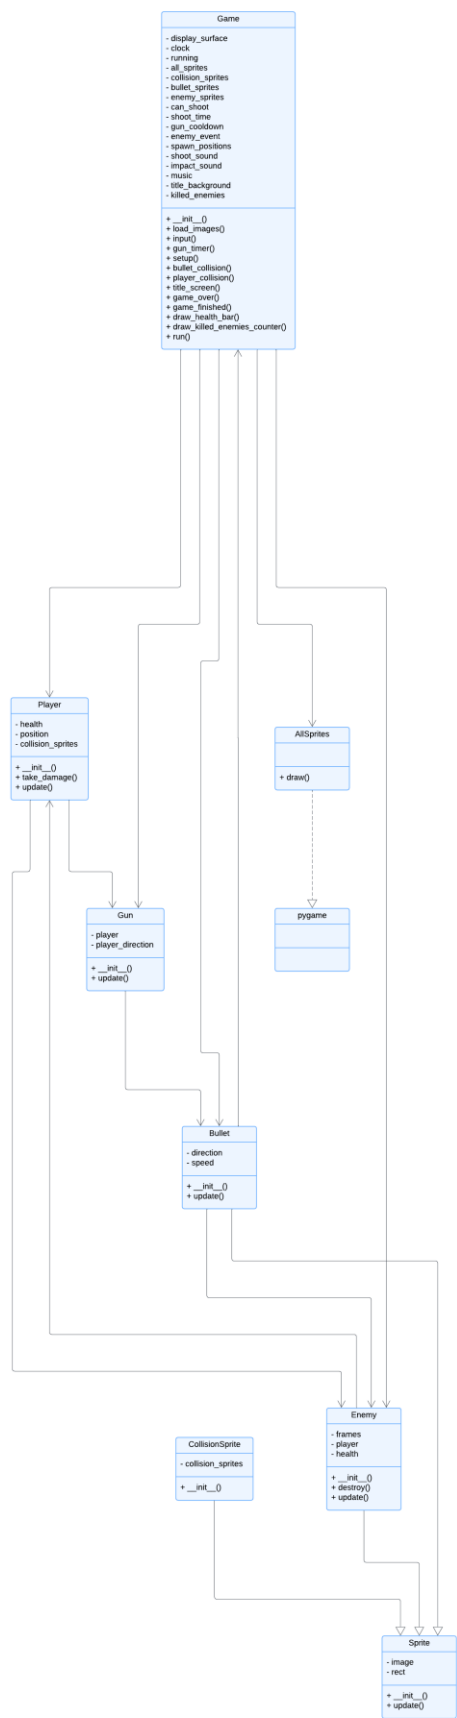 Game
- display_surface
- clock
- running
- all_sprites
- collision_sprites
- bullet_sprites
- enemy_sprites
- can_shoot
- shoot_time
- gun_cooldown
- enemy_event
- spawn_positions
- shoot_sound
- impact_sound
- music
- title_background
- killed_enemies
+ __init__()
+ load_images()
+ input()
+ gun_timer()
+ setup()
+ bullet_collision()
+ player_collision()
+ title_screen()
+ game_over()
+ game_finished()
+ draw_health_bar()
+ draw_killed_enemies_counter()
+ run()
Player
- health
- position
- collision_sprites
+ __init__()
+ take_damage()
+ update()
AllSprites
+ draw()
Gun
- player
- player_direction
+ __init__()
+ update()
pygame
Bullet
- direction
- speed
+ __init__()
+ update()
Enemy
- frames
- player
- health
+ __init__()
+ destroy()
+ update()
CollisionSprite
- collision_sprites
+ __init__()
Sprite
- image
- rect
+ __init__()
+ update()